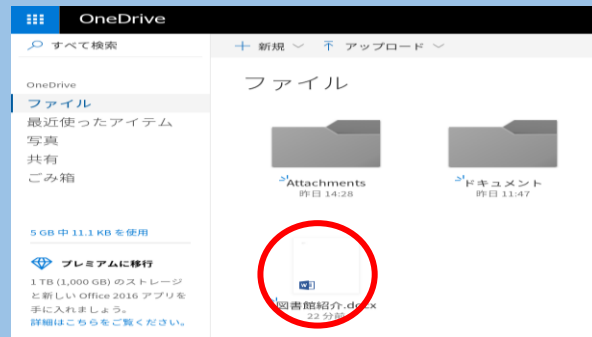 OneDrive
すべて検索
新規
アップロード
OneDrive
ファイル
最近使ったアイテム
写真
共有
ごみ箱
5 GB 中 11.1 KB を使用
プレミアムに移行
1 TB (1,000 GB) のストレージ
と新しい Office 2016 アプリを
手に入れましょう。
詳細はこちらをご覧ください。
ファイル
Attachments
昨日 14:28
ドキュメント
昨日 11:47
図書館紹介.docx
22 分前